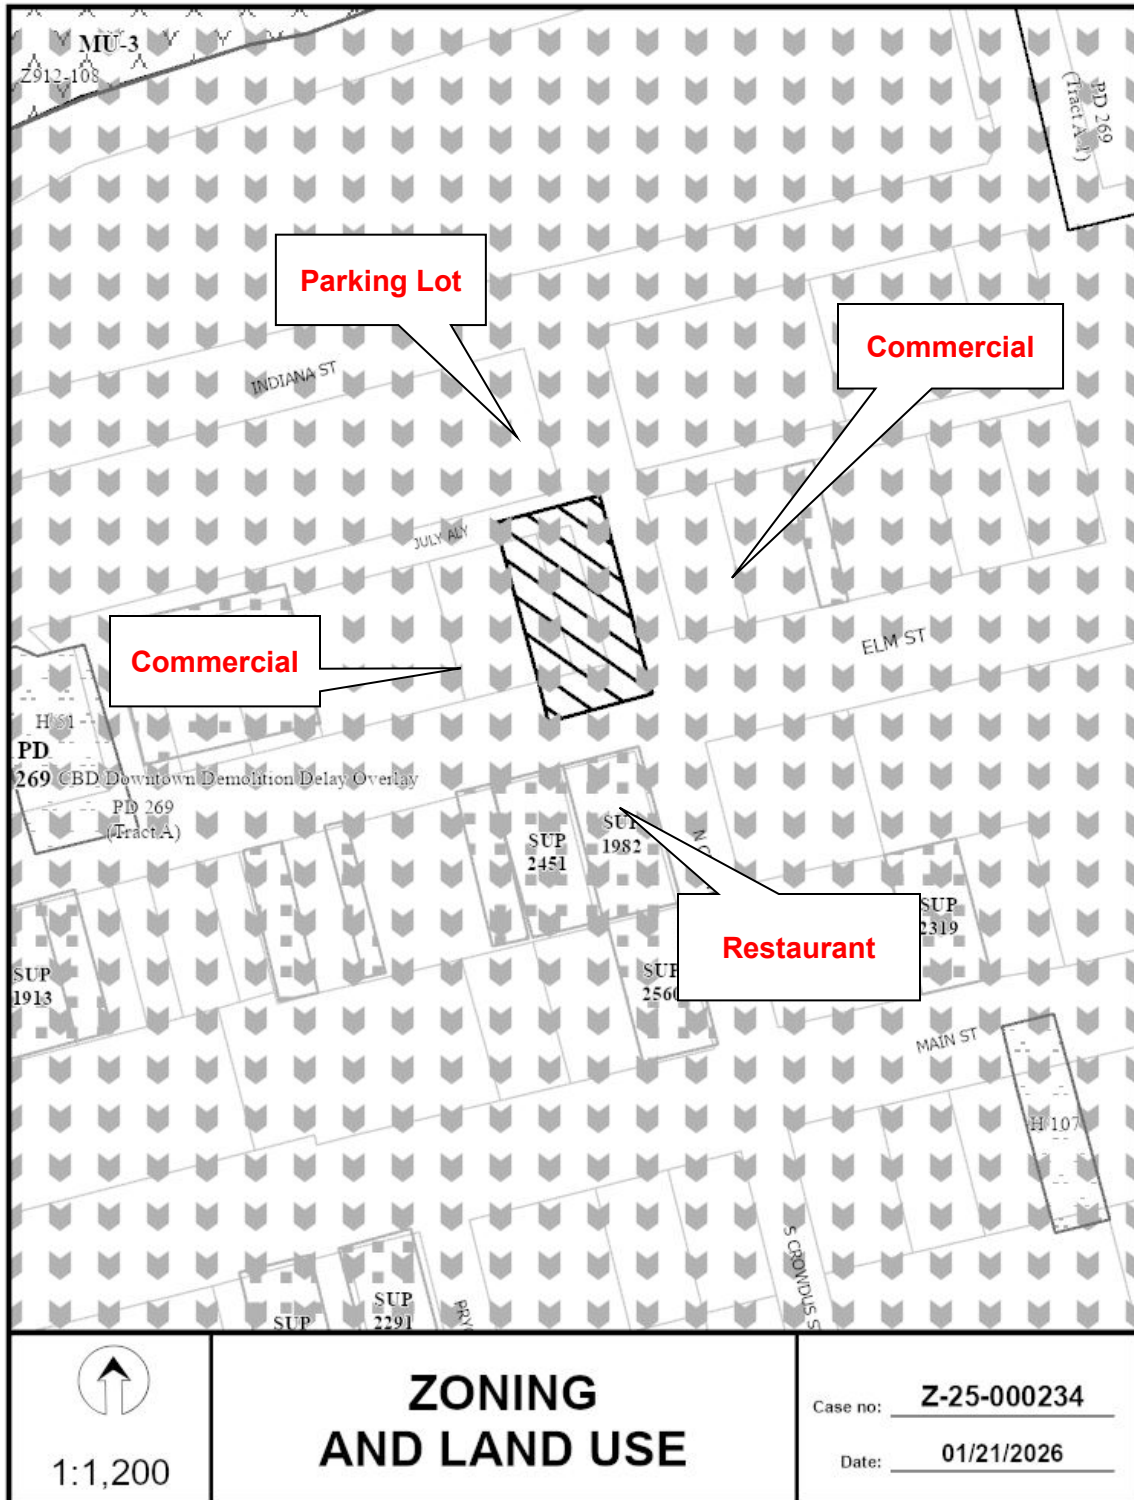 MU-3
Z912-108
PD 269
(Tract A-1)
Parking Lot
Commercial
INDIANA ST
JULY ALY
ELM ST
Commercial
H/51
PD
269
CBD Downtown Demolition Delay Overlay
PD 269
(Tract A)
SUP
2451
SUP
1982
Restaurant
SUP
2319
SUP
1913
SUP
MAIN ST
H/107
S CROWDUS
SUP
2291
SUP
ZONING
AND LAND USE
1:1,200
Case no: Z-25-000234
Date: 01/21/2026